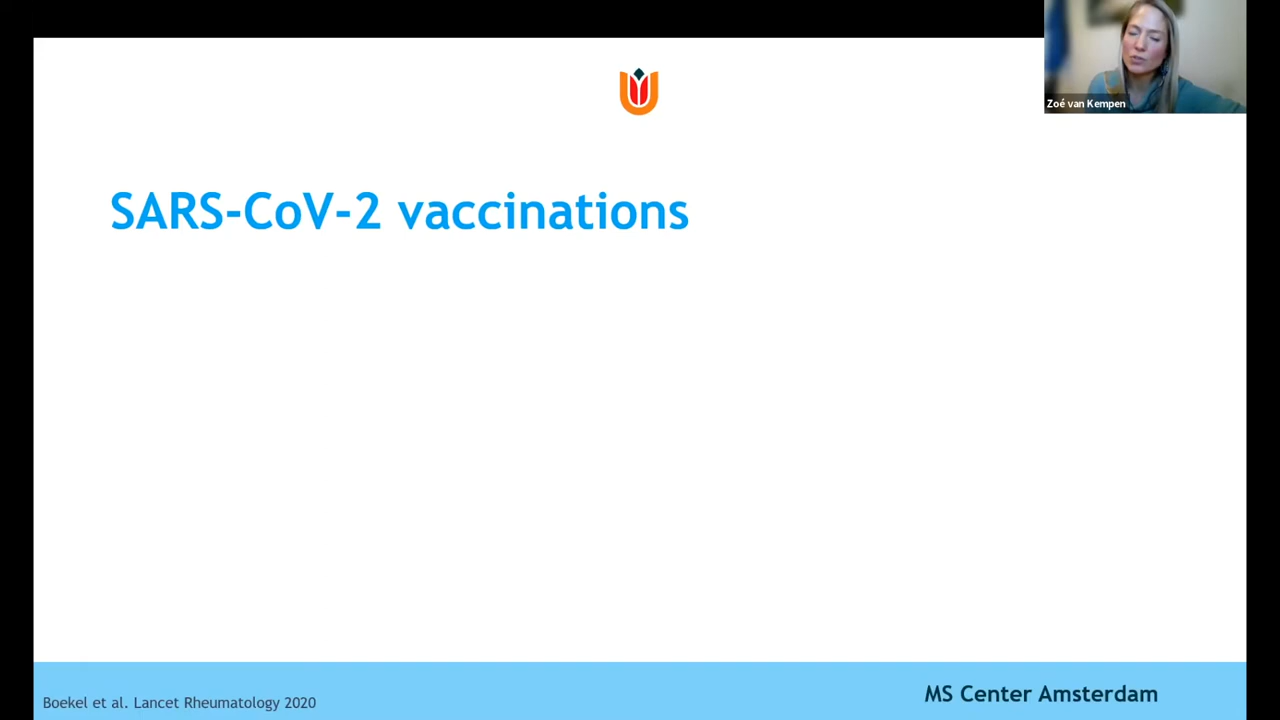 Zoé van Kempen
SARS-CoV-2 vaccinations
Boekel et al. Lancet Rheumatology 2020
MS Center Amsterdam